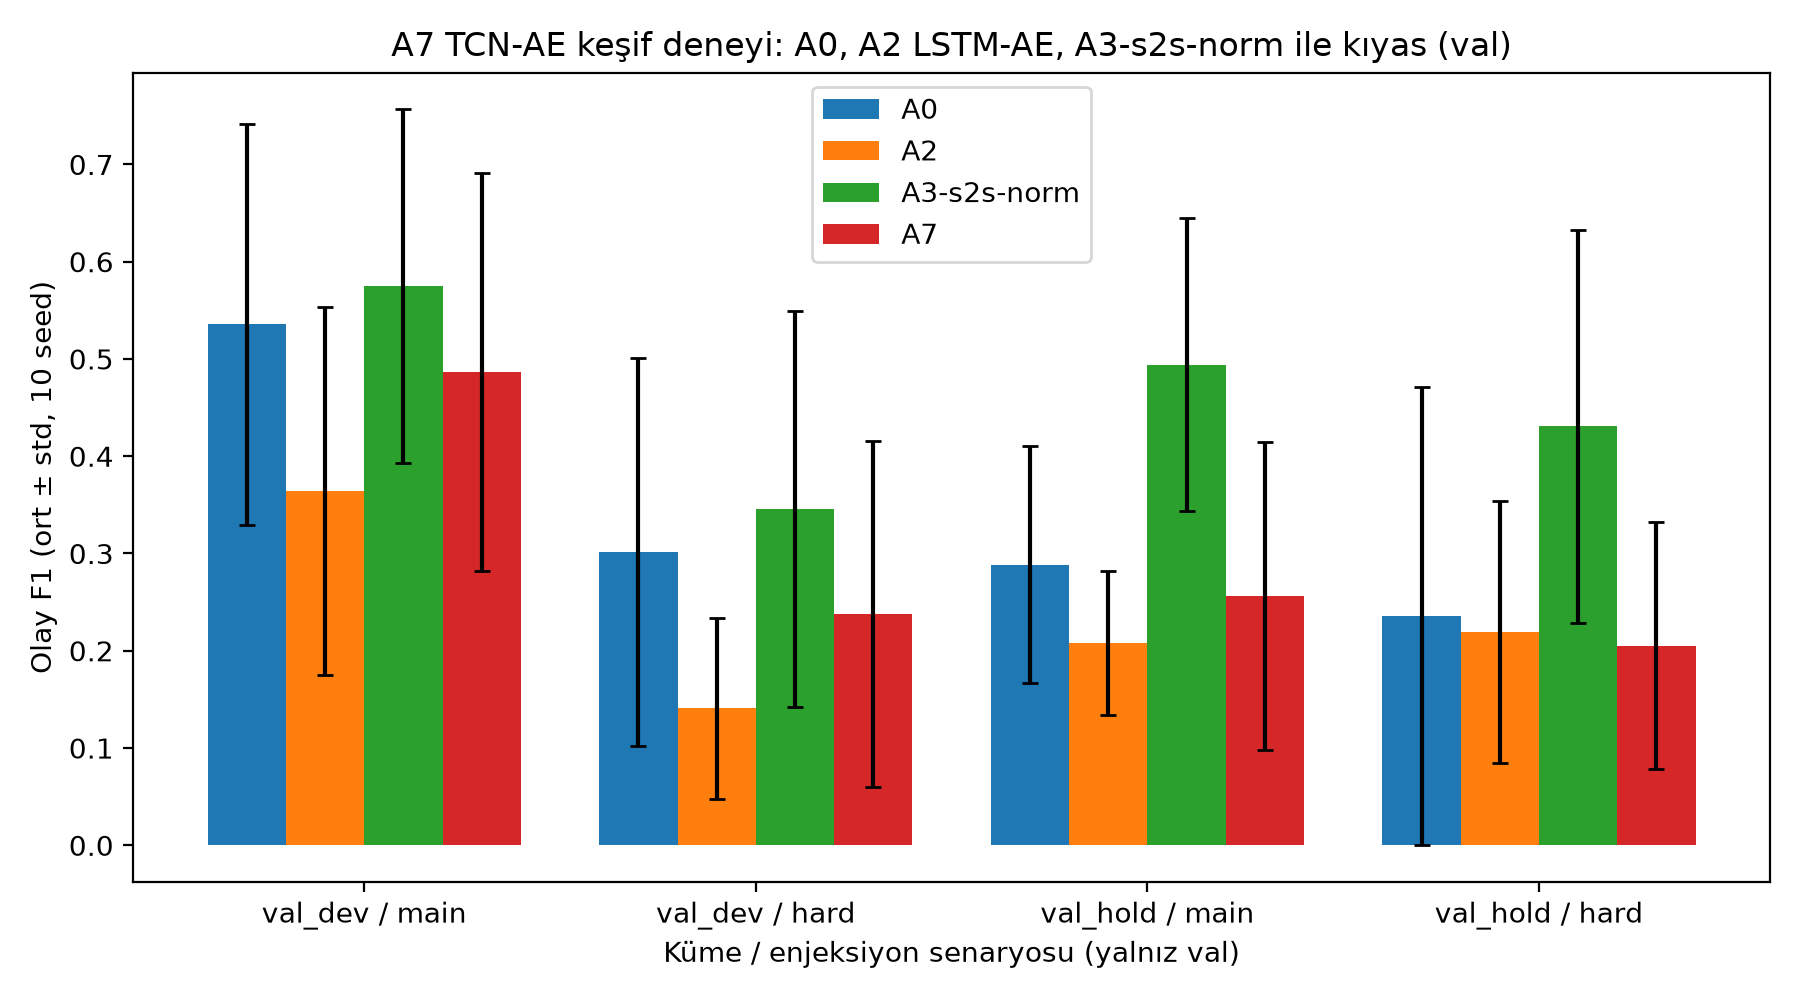 A7 TCN-AE keşif deneyi: A0, A2 LSTM-AE, A3-s2s-norm ile kıyas (val)
A0
A2
A3-s2s-norm
A7
Olay F1 (ort ± std, 10 seed)
0.7
0.6
0.5
0.4
0.3
0.2
0.1
0.0
val_dev / main
val_dev / hard
val_hold / main
val_hold / hard
Küme / enjeksiyon senaryosu (yalnız val)